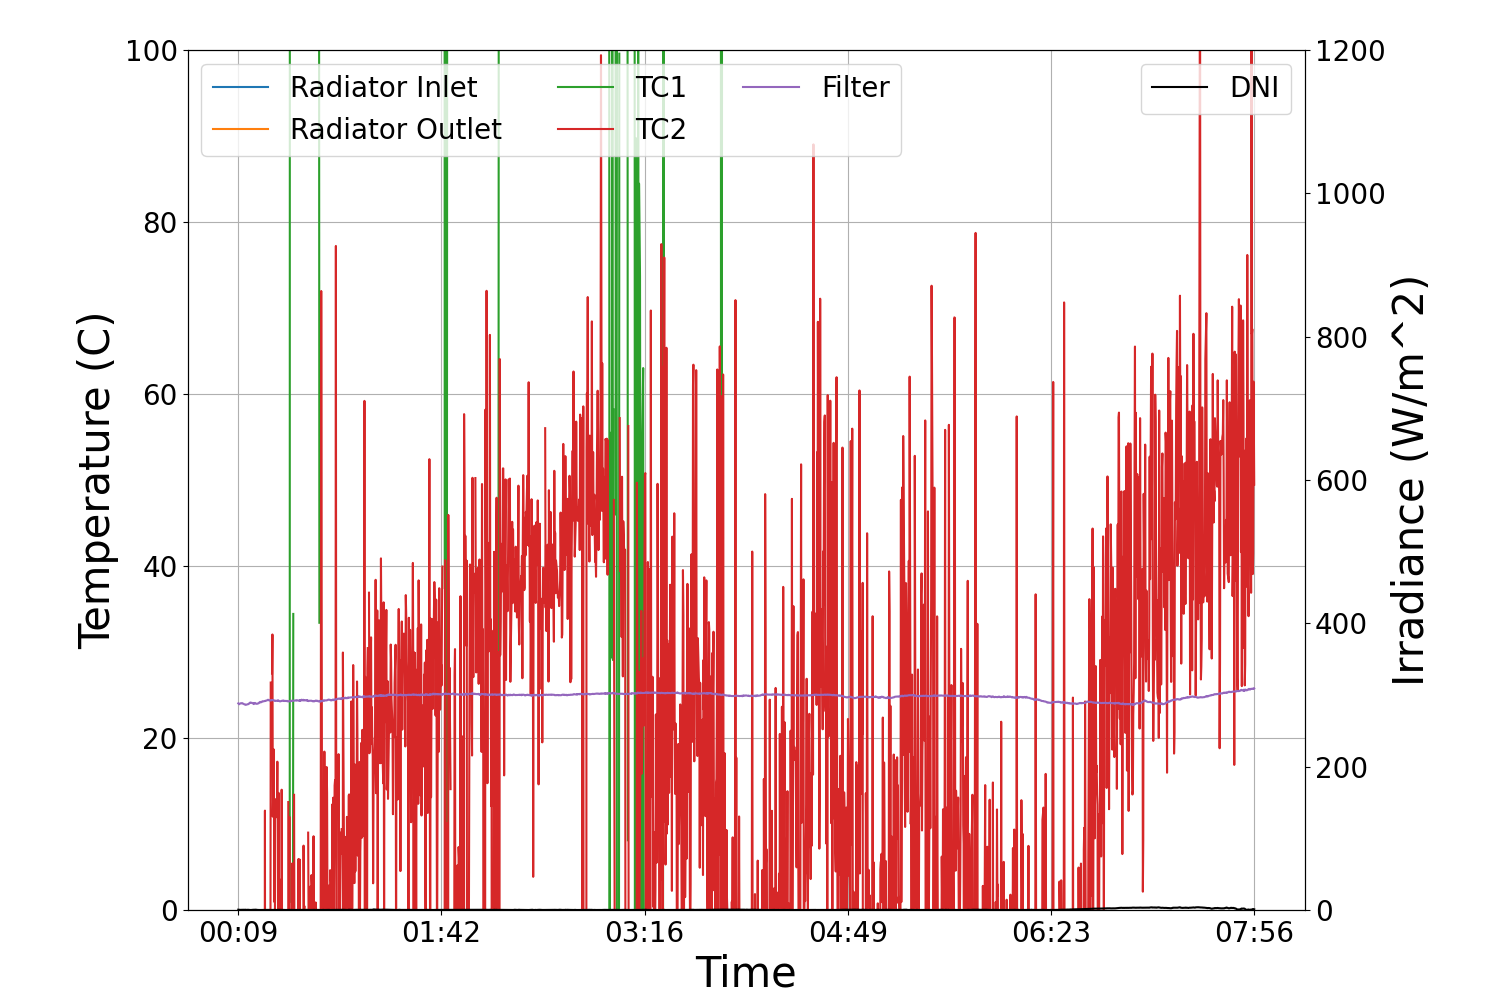 100
80
60
40
20
0
Temperature (C)
Radiator Inlet
Radiator Outlet
TC1
TC2
Filter
DNI
1200
1000
800
600
400
200
0
Irradiance (W/m^2)
00:09
01:42
03:16
04:49
06:23
07:56
Time